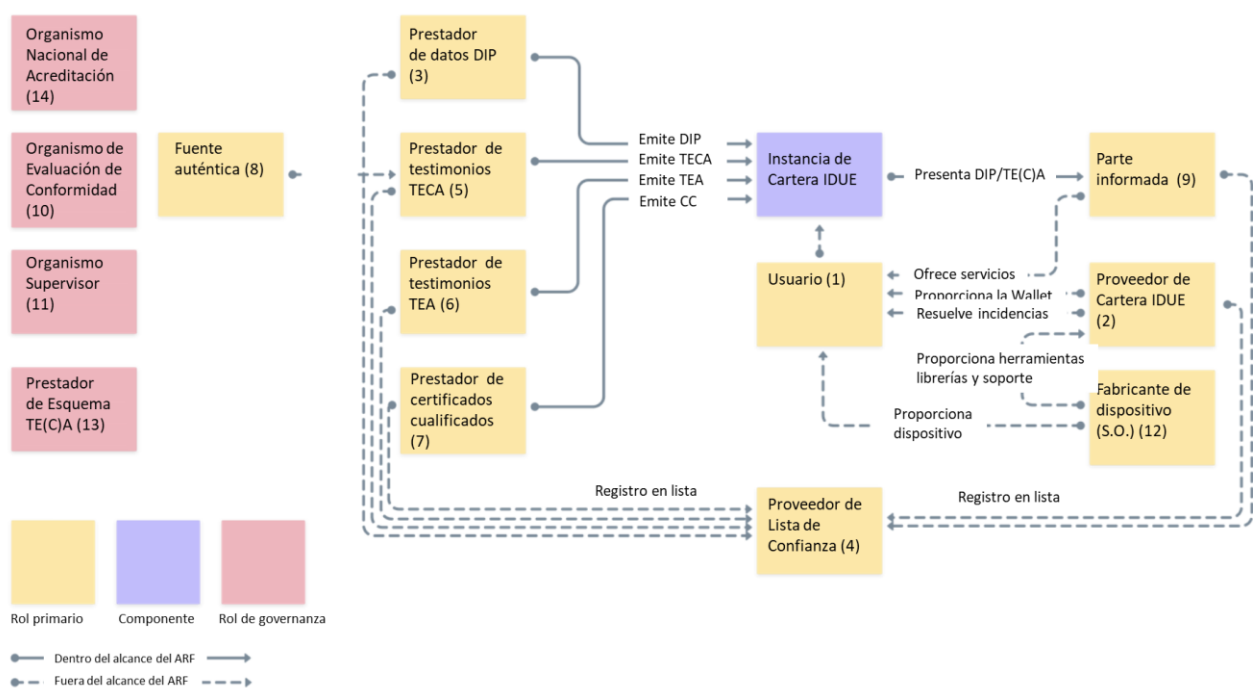 Organismo
Nacional de
Acreditación
(14)
Organismo de
Evaluación de
Conformidad
(10)
Organismo
Supervisor
(11)
Prestador
de Esquema
TE(C)A (13)
Fuente
auténtica (8)
Prestador
de datos DIP
(3)
Prestador de
testimonios
TECA (5)
Prestador de
testimonios
TEA (6)
Prestador de
certificados
cualificados
(7)
Emite DIP
Emite TECA
Emite TEA
Emite CC
Instancia de
Cartera IDUE
Presenta DIP/TE(C)A
Parte
informada (9)
Usuario (1)
Ofrece servicios
Proporciona la Wallet
Resuelve incidencias
Proveedor de
Cartera IDUE
(2)
Proporciona herramientas
librerías y soporte
Proporciona
dispositivo
Fabricante de
dispositivo
(S.O.) (12)
Registro en lista
Proveedor de
Lista de
Confianza (4)
Registro en lista
Rol primario
Componente
Rol de governanza
Dentro del alcance del ARF
Fuera del alcance del ARF